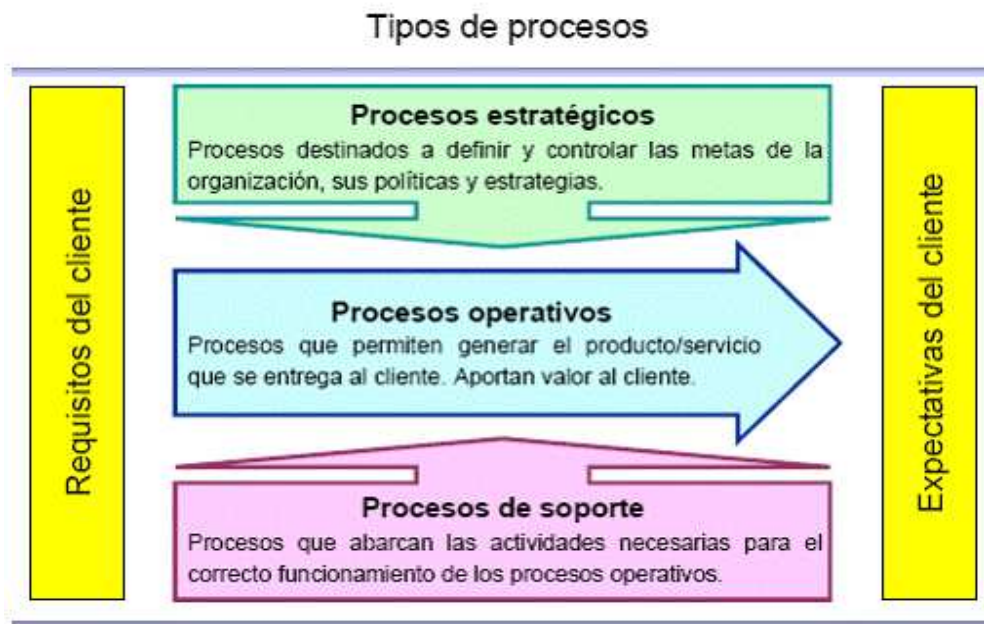 Tipos de procesos
Requisitos del cliente
Procesos estratégicos
Procesos destinados a definir y controlar las metas de la
organización, sus políticas y estrategias.
Procesos operativos
Procesos que permiten generar el producto/servicio
que se entrega al cliente. Aportan valor al cliente.
Procesos de soporte
Procesos que abarcan las actividades necesarias para el
correcto funcionamiento de los procesos operativos.
Expectativas del cliente